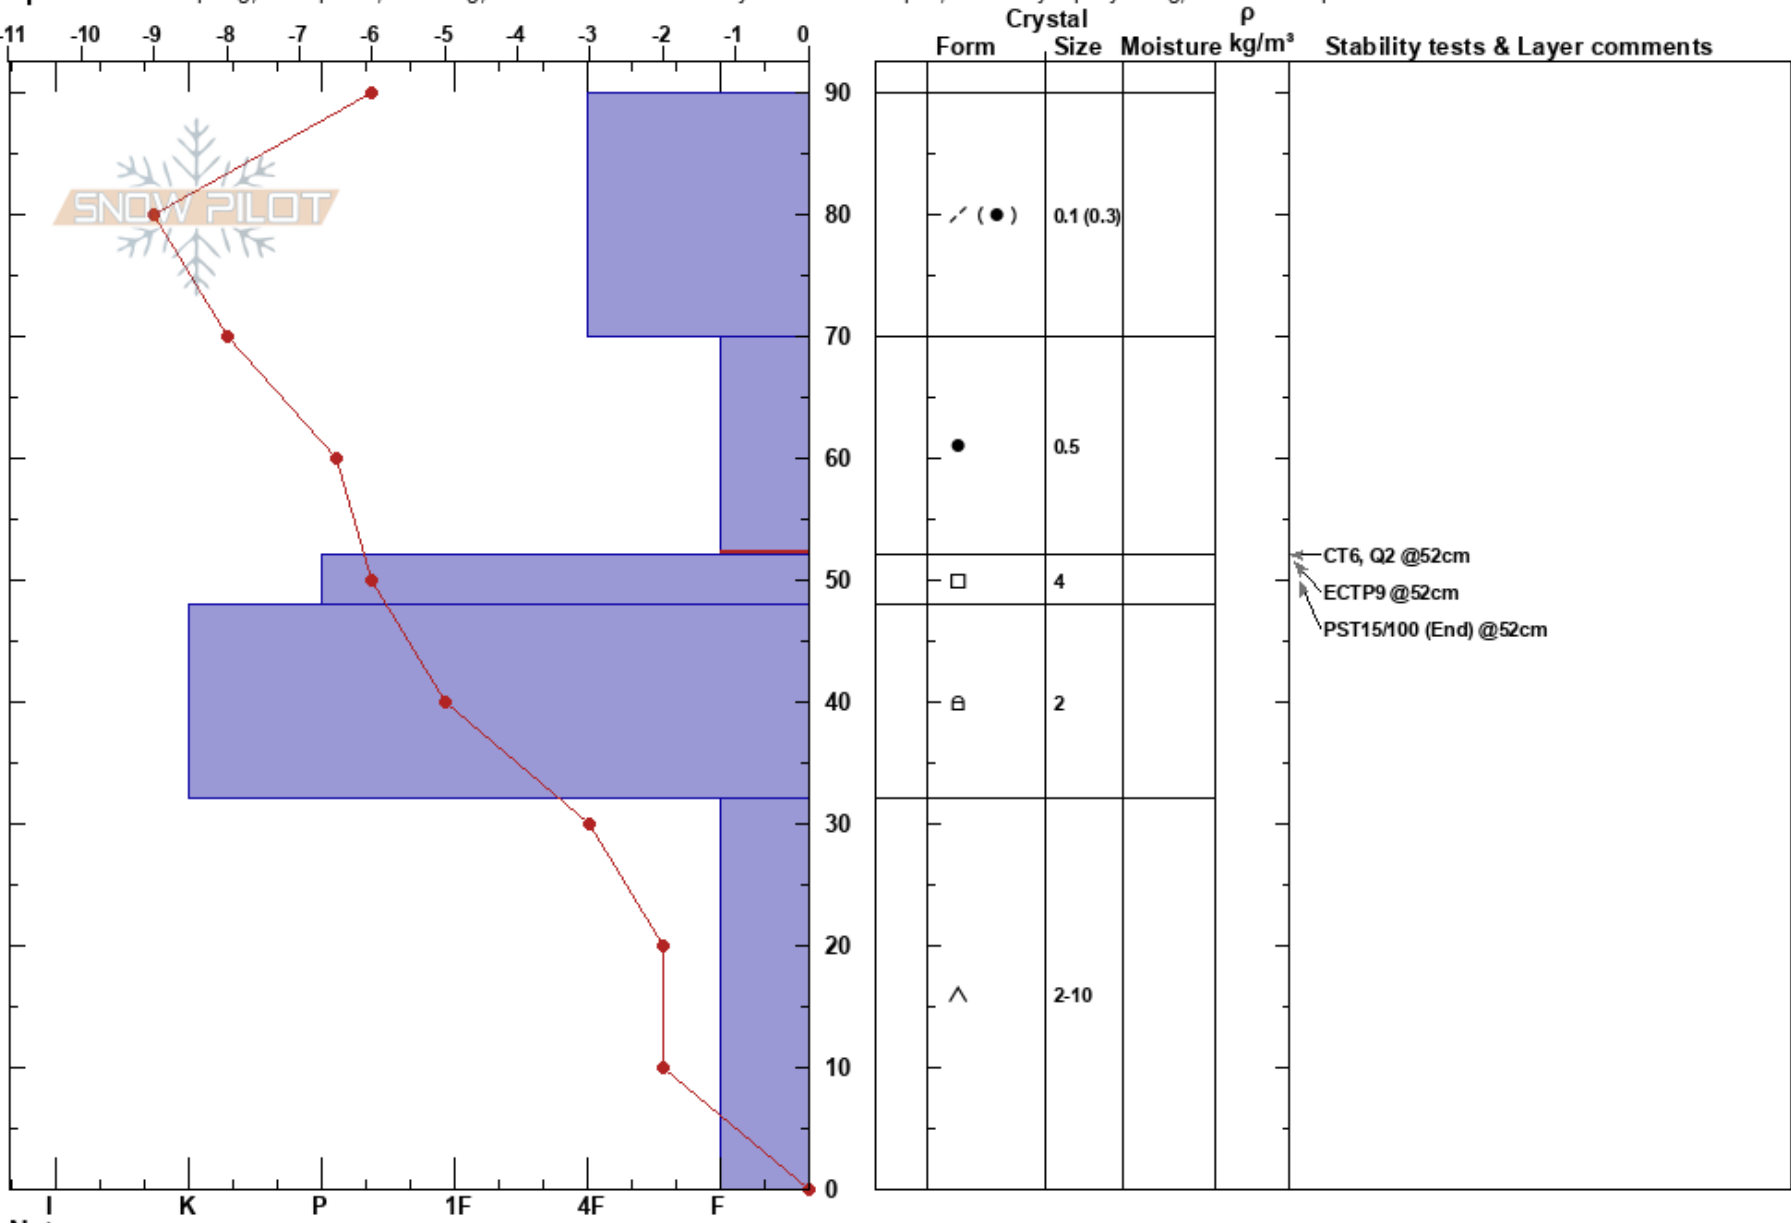 Crystal ρ
-11 -10 -9 -8 -7 -6 -5 -4 -3 -2 -1 0 Form Size Moisture kg/m³ Stability tests & Layer comments
90
SNOW PILOT
80 0.1 (0.3)
70
60 0.5
CT6, Q2 @52cm
50 4
ECTP9 @52cm
PST15/100 (End) @52cm
40 2
30
20
2-10
10
0
I K P 1F 4F F